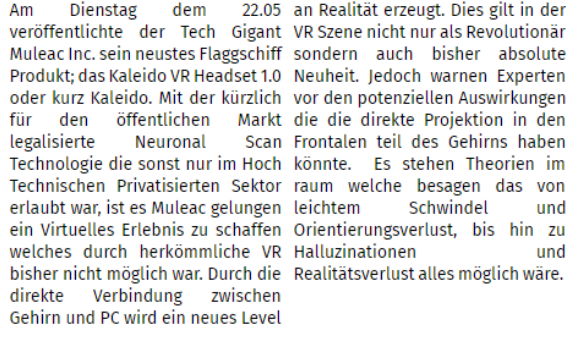 Am Dienstag dem 22.05
veröffentlichte der Tech Gigant
Muleac Inc. sein neustes Flaggschiff
Produkt; das Kaleido VR Headset 1.0
oder kurz Kaleido. Mit der kürzlich
für den öffentlichen Markt
legalisierte Neuronal Scan
Technologie die sonst nur im Hoch
Technischen Privatisierten Sektor
erlaubt war, ist es Muleac gelungen
ein Virtuelles Erlebnis zu schaffen
welches durch herkömmliche VR
bisher nicht möglich war. Durch die
direkte Verbindung zwischen
Gehirn und PC wird ein neues Level
an Realität erzeugt. Dies gilt in der
VR Szene nicht nur als Revolutionär
sondern auch bisher absolute
Neuheit. Jedoch warnen Experten
vor den potenziellen Auswirkungen
die die direkte Projektion in den
Frontalen teil des Gehirns haben
könnte. Es stehen Theorien im
raum welche besagen das von
leichtem Schwindel und
Orientierungsverlust, bis hin zu
Halluzinationen und
Realitätsverlust alles möglich wäre.